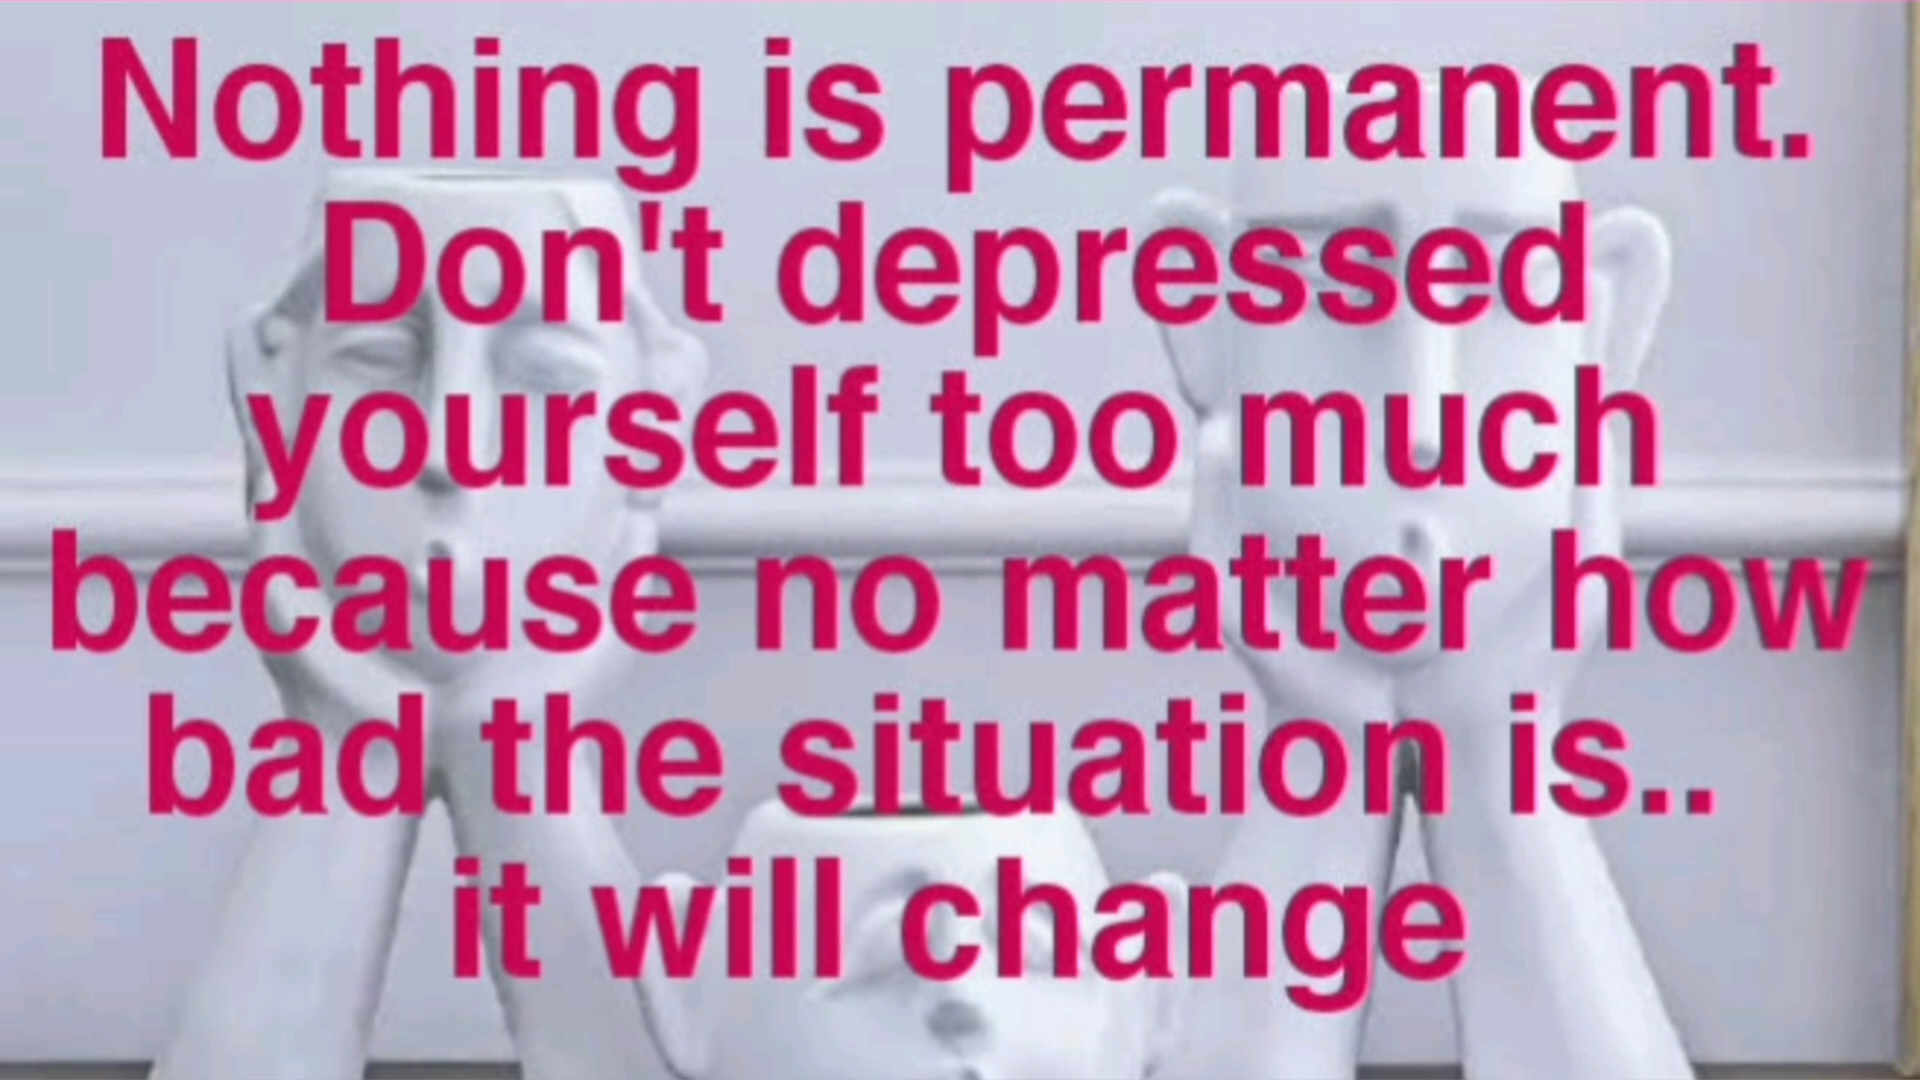 Nothing is permanent.
Don't depressed
yourself too much
because no matter how
bad the situation is..
it will change